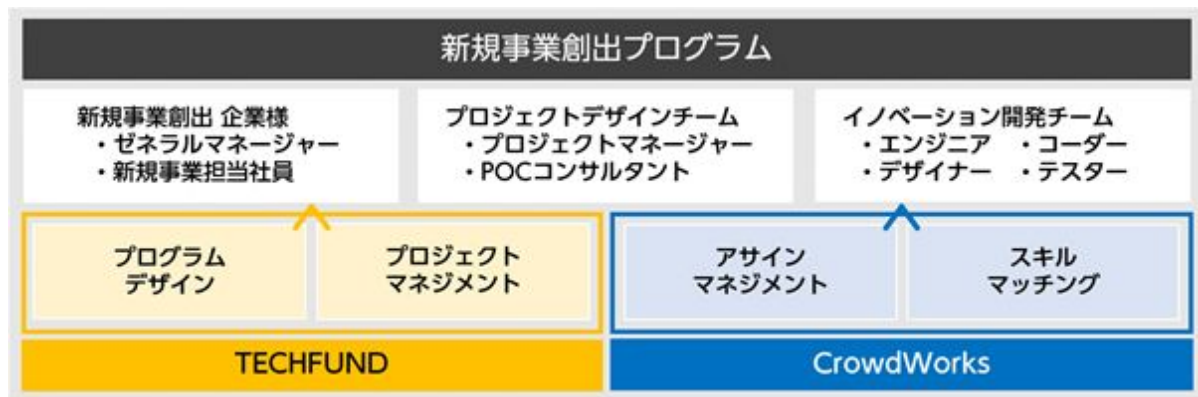 新規事業創出プログラム
新規事業創出 企業様
・ゼネラルマネージャー
・新規事業担当社員
プロジェクトデザインチーム
・プロジェクトマネージャー
・POCコンサルタント
イノベーション開発チーム
・エンジニア ・コーダー
・デザイナー ・テスター
プログラム
デザイン
プロジェクト
マネジメント
アサイン
マネジメント
スキル
マッチング
TECHFUND
CrowdWorks